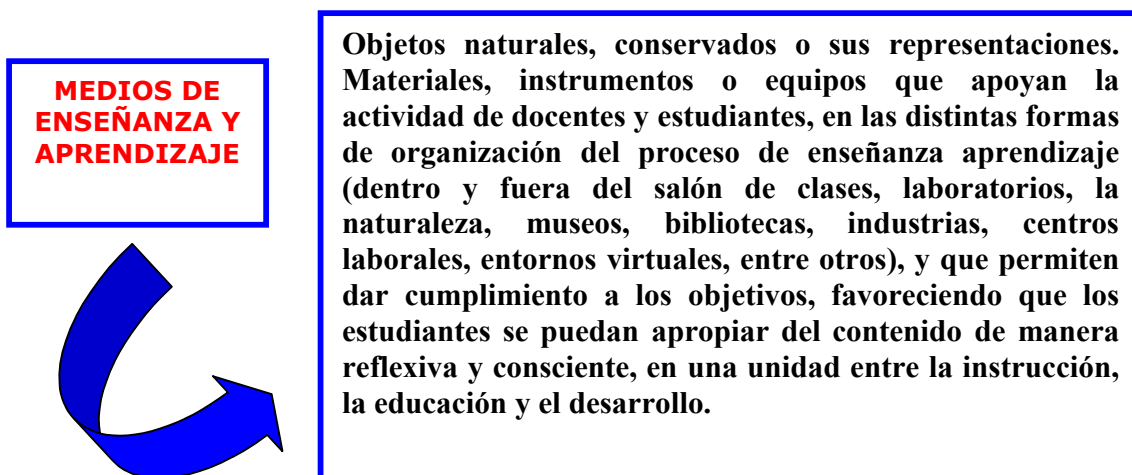 MEDIOS DE
ENSEÑANZA Y
APRENDIZAJE
Objetos naturales, conservados o sus representaciones.
Materiales, instrumentos o equipos que apoyan la
actividad de docentes y estudiantes, en las distintas formas
de organización del proceso de enseñanza aprendizaje
(dentro y fuera del salón de clases, laboratorios, la
naturaleza, museos, bibliotecas, industrias, centros
laborales, entornos virtuales, entre otros), y que permiten
dar cumplimiento a los objetivos, favoreciendo que los
estudiantes se puedan apropiar del contenido de manera
reflexiva y consciente, en una unidad entre la instrucción,
la educación y el desarrollo.